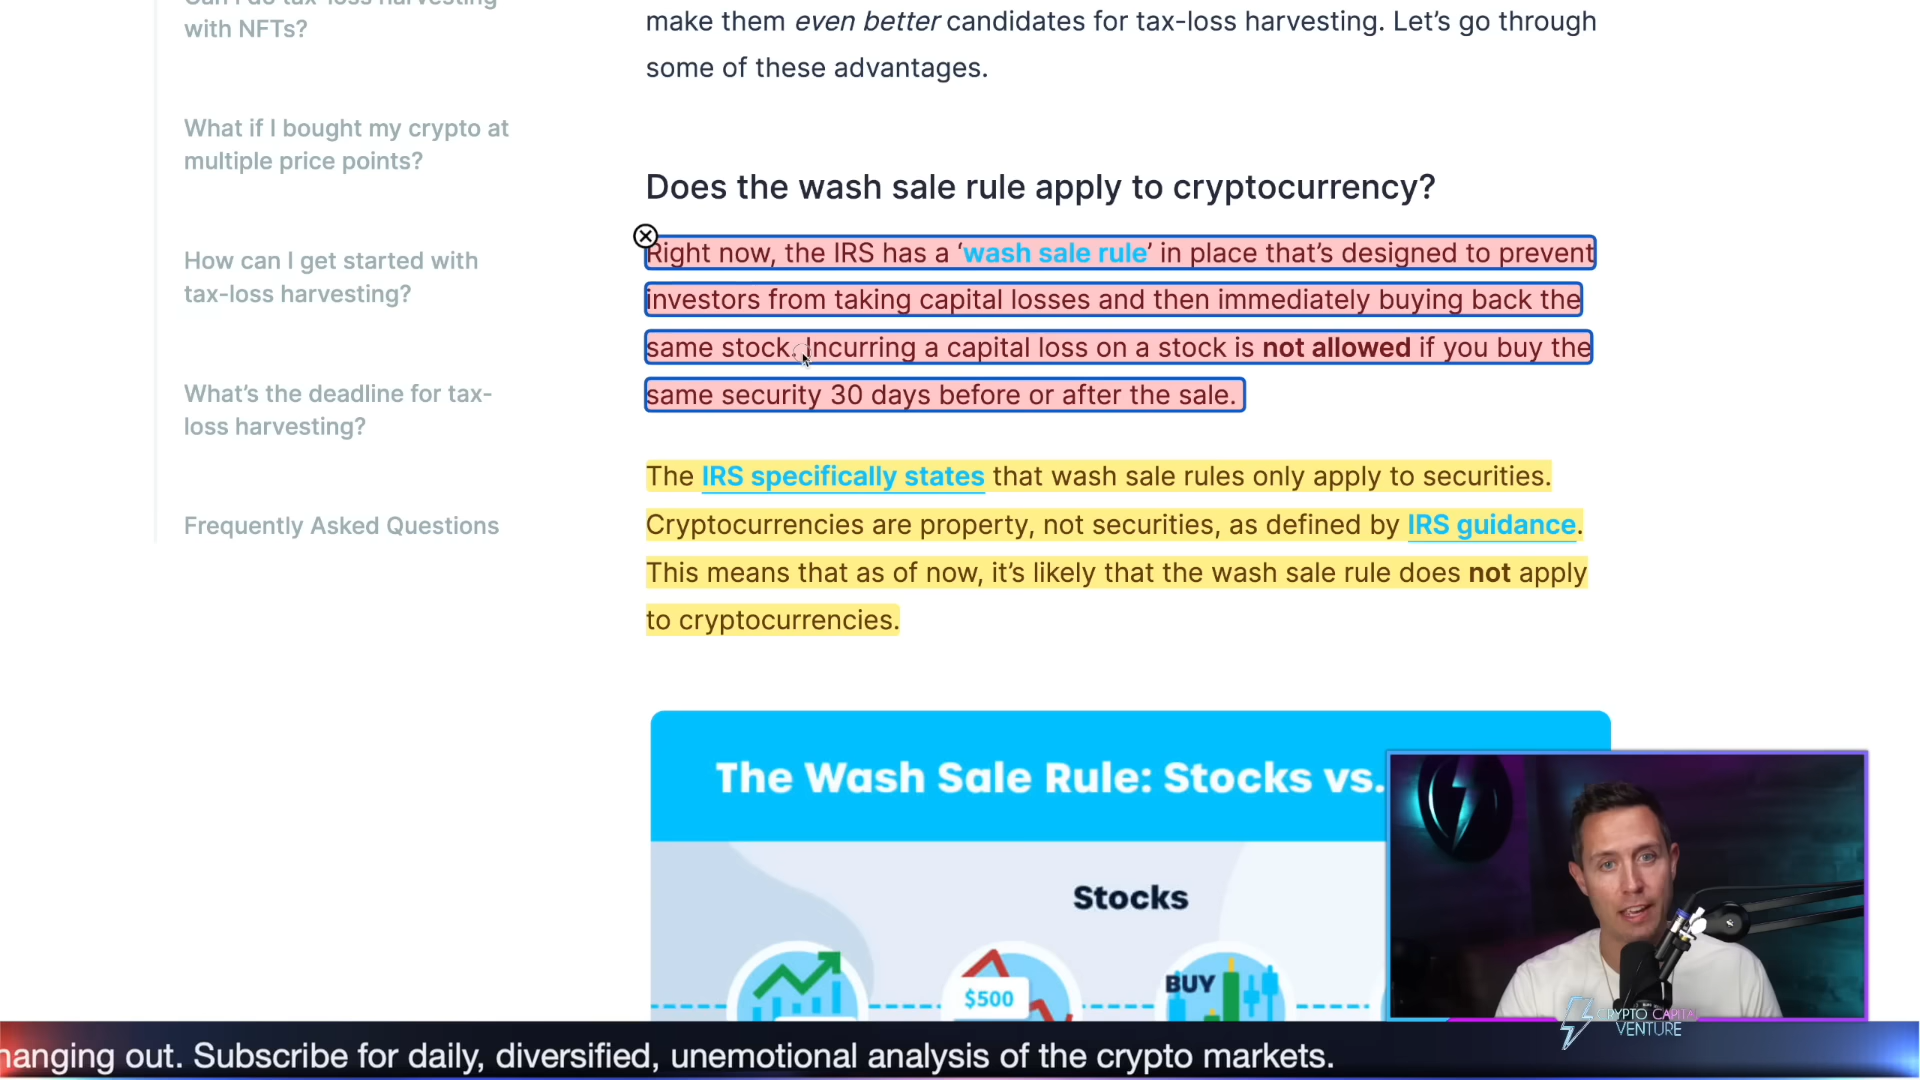 Can I do tax-loss harvesting
with NFTs?
What if I bought my crypto at
multiple price points?
How can I get started with
tax-loss harvesting?
What's the deadline for tax-
loss harvesting?
Frequently Asked Questions
make them even better candidates for tax-loss harvesting. Let's go through
some of these advantages.
Does the wash sale rule apply to cryptocurrency?
Right now, the IRS has a ‘wash sale rule’ in place that's designed to prevent
investors from taking capital losses and then immediately buying back the
same stock. Incurring a capital loss on a stock is not allowed if you buy the
same security 30 days before or after the sale.
The IRS specifically states that wash sale rules only apply to securities.
Cryptocurrencies are property, not securities, as defined by IRS guidance.
This means that as of now, it's likely that the wash sale rule does not apply
to cryptocurrencies.
The Wash Sale Rule: Stocks vs.
Stocks
$500
BUY
CRYPTO CAPITAL
VENTURE
hanging out. Subscribe for daily, diversified, unemotional analysis of the crypto markets.